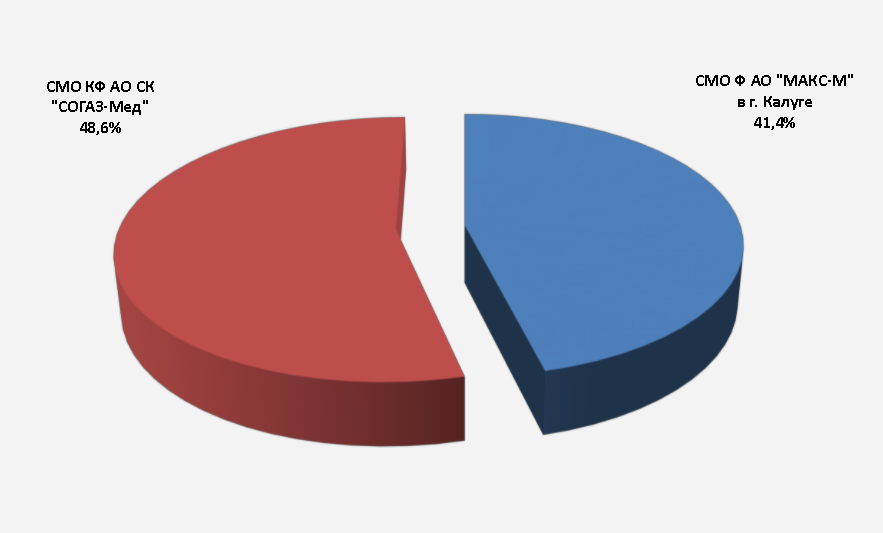 СМО КФ АО СК
"СОГАЗ-Мед"
48,6%
СМО Ф АО "МАКС-М"
в г. Калуге
41,4%